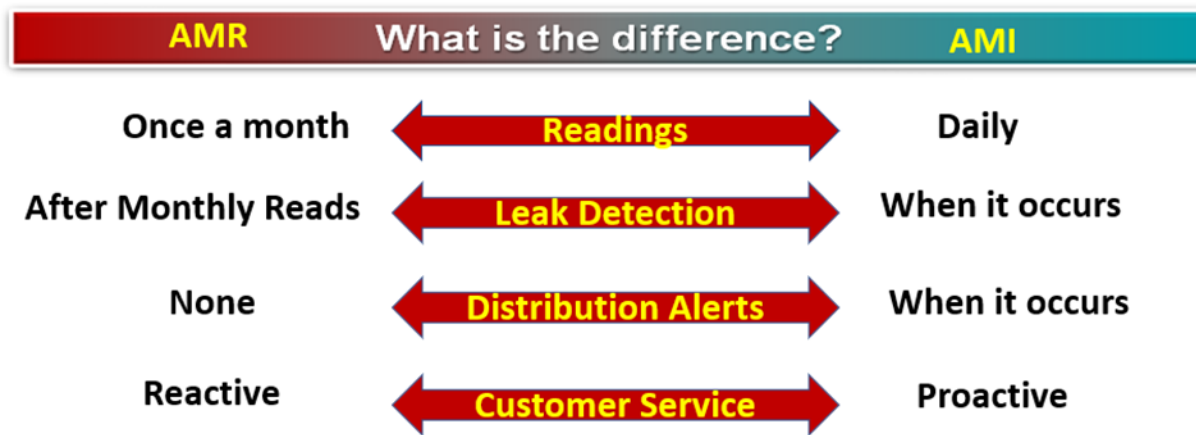 AMR What is the difference? AMI
Once a month Readings Daily
After Monthly Reads Leak Detection When it occurs
None Distribution Alerts When it occurs
Reactive Customer Service Proactive